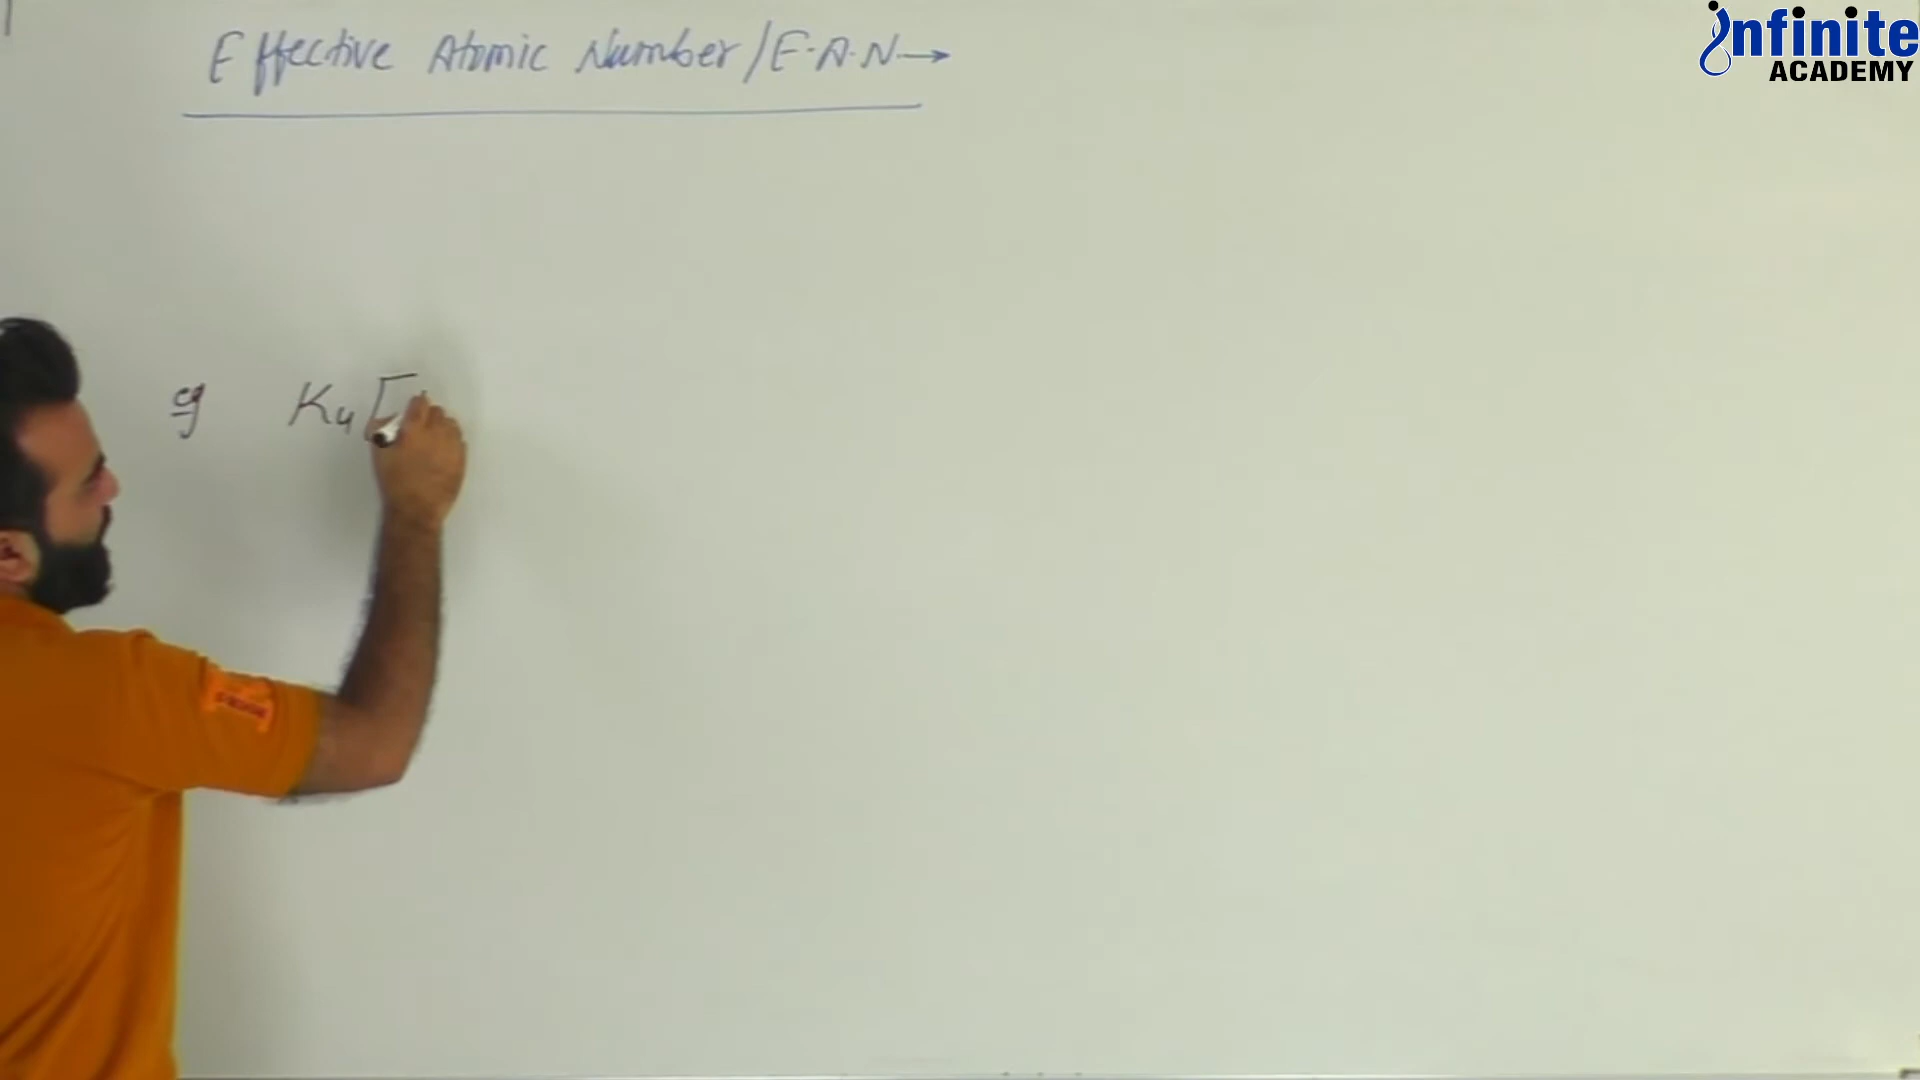 infinite
ACADEMY
Effective Atomic Number/E.A.N→
eg K4[